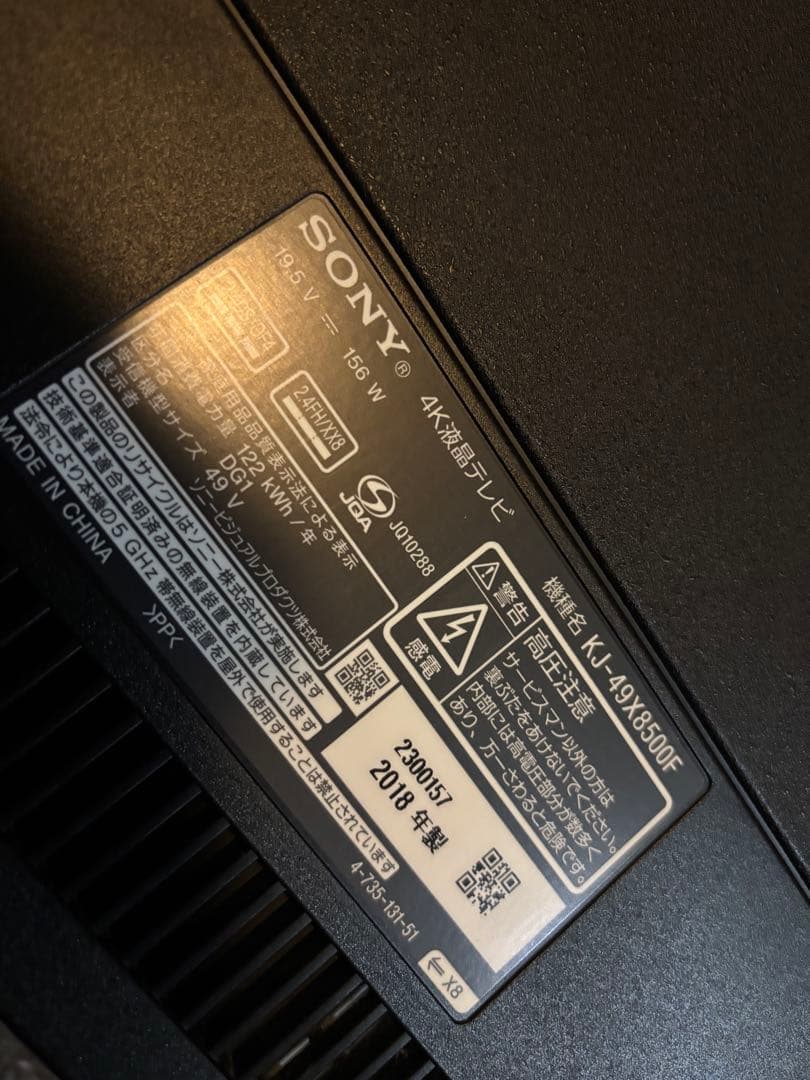 SONY® 4K液晶テレビ 機種名 KJ-49X8500F
19.5 V ⎓ 156 W
2.4FH/XX8
JQA JQ10288
家庭用品品質表示法による表示
年間消費電力量 122 kWh / 年
区分名 DG1
受信機型サイズ 49 V
表示者 ソニービジュアルプロダクツ株式会社
この製品のリサイクルはソニー株式会社が実施します
技術基準適合証明済みの無線装置を内蔵しています
法令により本機の5 GHz 帯無線装置を屋外で使用することは禁止されています
MADE IN CHINA >PP< 4-735-131-51
⚠警告 高圧注意
感電
サービスマン以外の方は
裏ぶたをあけないでください。
内部には高電圧部分が数多く
あり、万一さわると危険です。
2300157
2018 年製
← X8